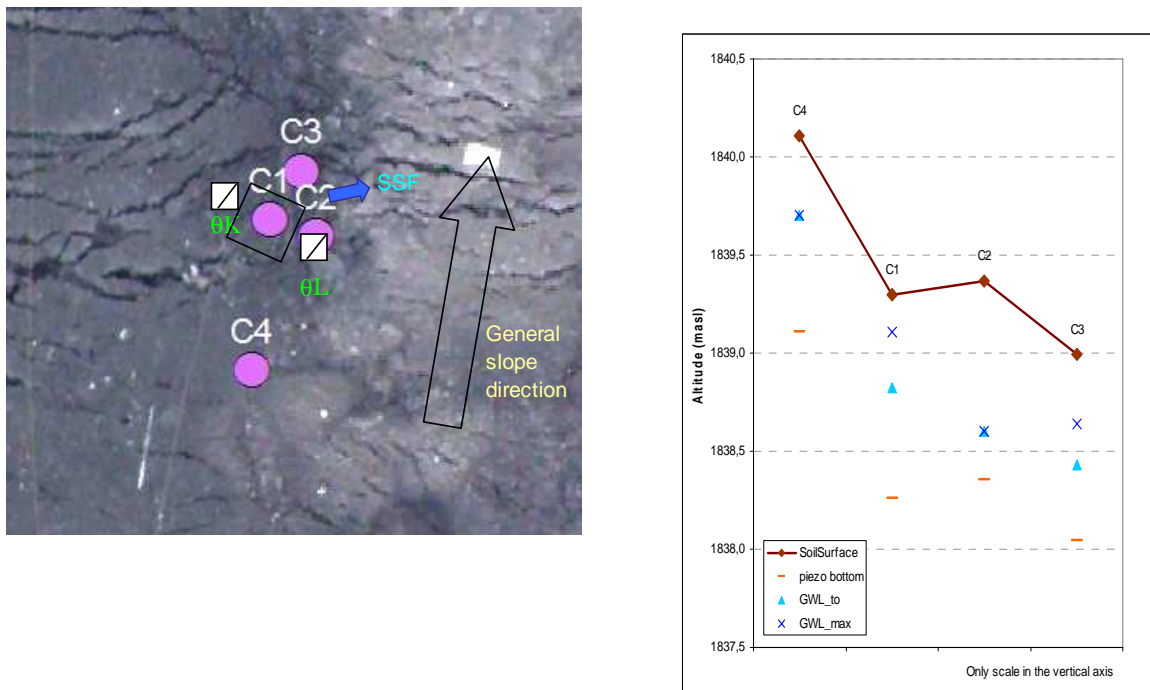 C3
C1
C2
SSF
θK
θL
C4
General
slope
direction
1840,5
1840,0
1839,5
1839,0
1838,5
1838,0
1837,5
Altitude (masl)
C4
C1
C2
C3
SoilSurface
piezo bottom
GWL_to
GWL_max
Only scale in the vertical axis